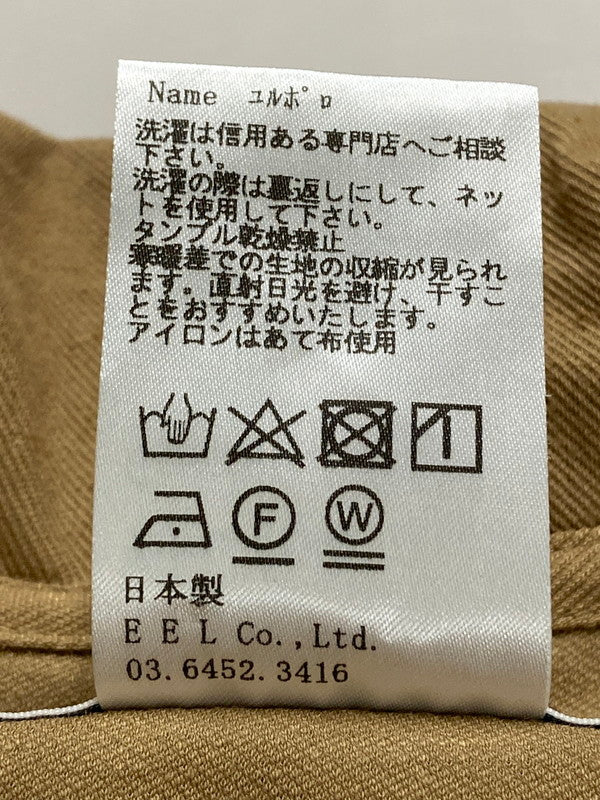 Name ﾕﾙﾎﾟﾛ
洗濯は信用ある専門店へご相談
下さい。
洗濯の際は裏返しにして、ネッ
トを使用して下さい。
タンブル乾燥禁止
寒暖差での生地の収縮が見られ
ます。直射日光を避け、干すこ
とをおすすめいたします。
アイロンはあて布使用
F W
日本製
EEL Co.,Ltd.
03.6452.3416